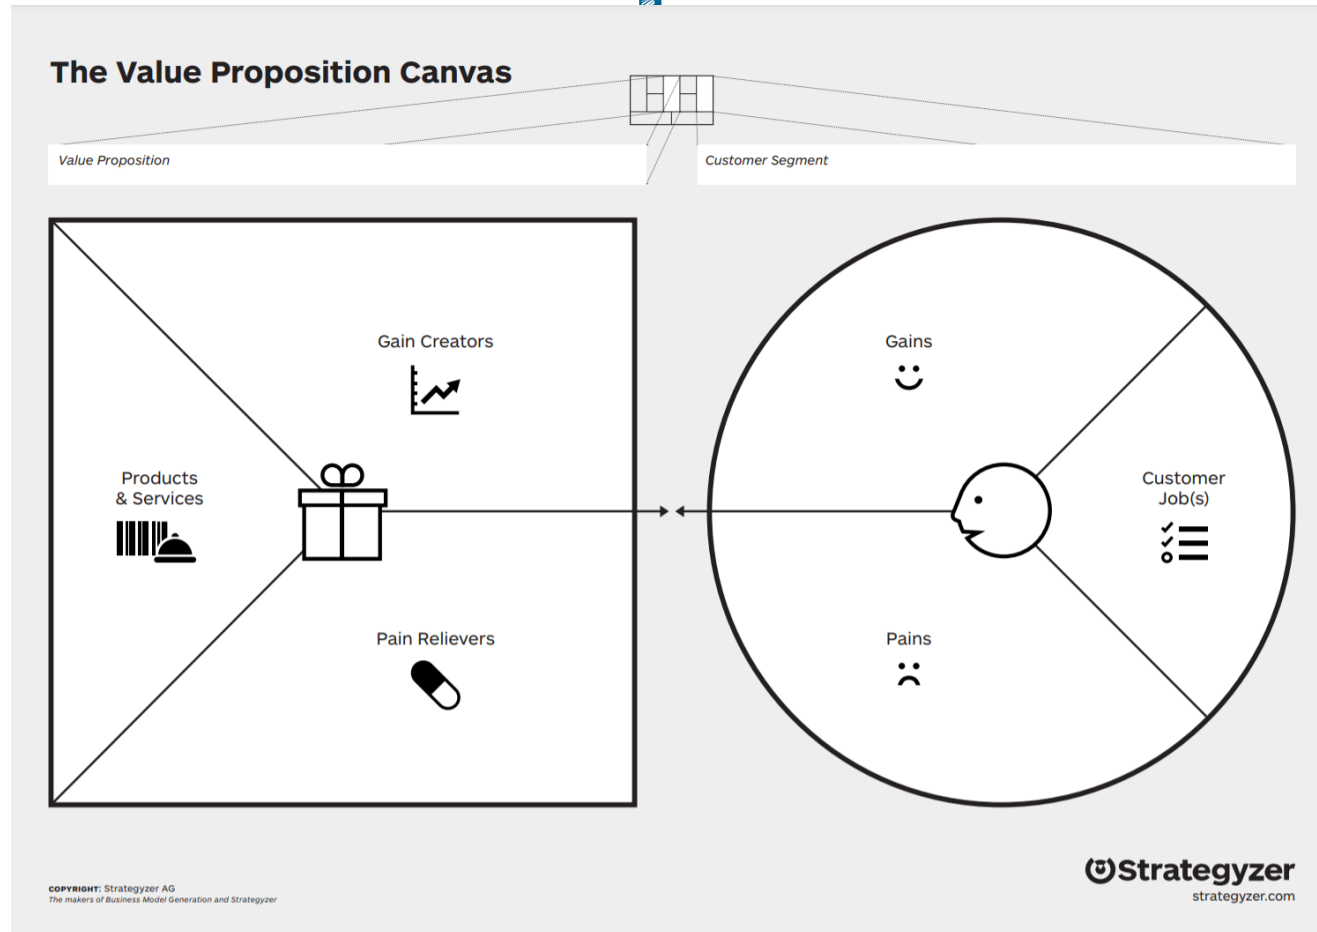 The Value Proposition Canvas
Value Proposition
Customer Segment
Gain Creators
Products
& Services
Pain Relievers
Gains
Customer
Job(s)
Pains
COPYRIGHT: Strategyzer AG
The makers of Business Model Generation and Strategyzer
Strategyzer
strategyzer.com